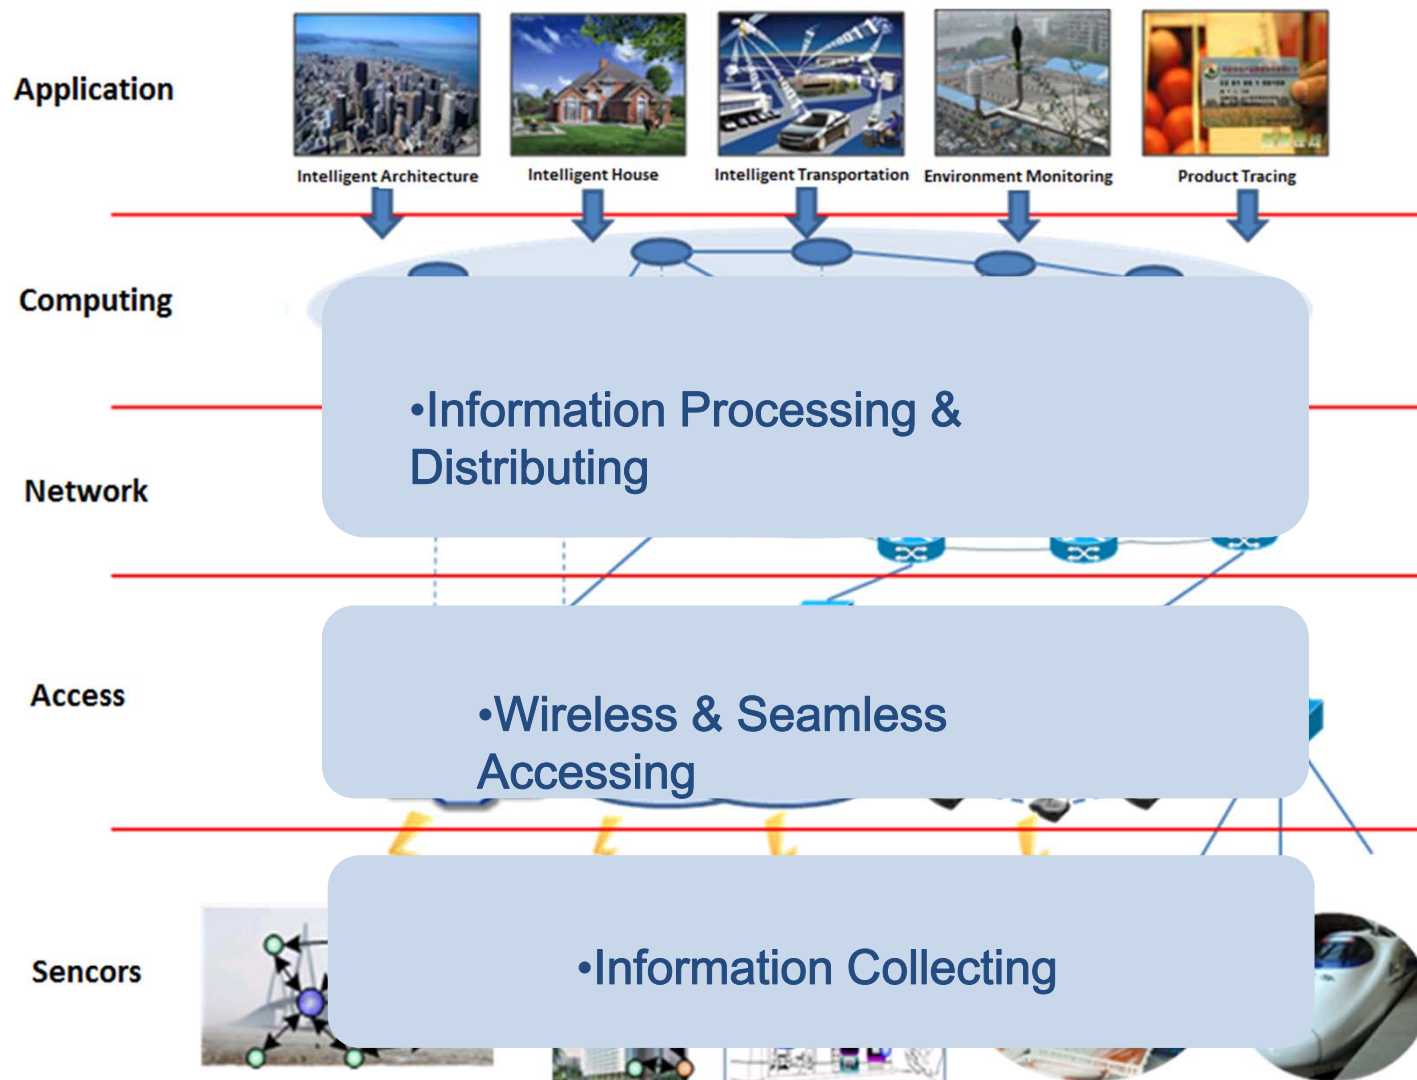 Application
Intelligent Architecture
Intelligent House
Intelligent Transportation
Environment Monitoring
Product Tracing
Computing
•Information Processing &
Distributing
Network
Access
•Wireless & Seamless
Accessing
Sencors
•Information Collecting